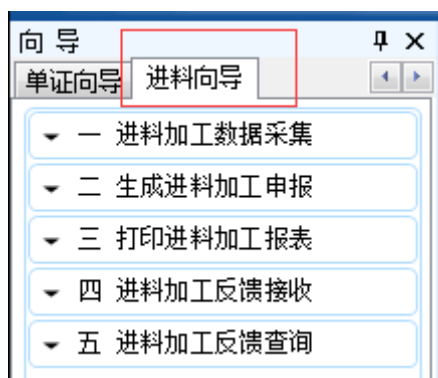 向 导
单证向导 进料向导
一 进料加工数据采集
二 生成进料加工申报
三 打印进料加工报表
四 进料加工反馈接收
五 进料加工反馈查询